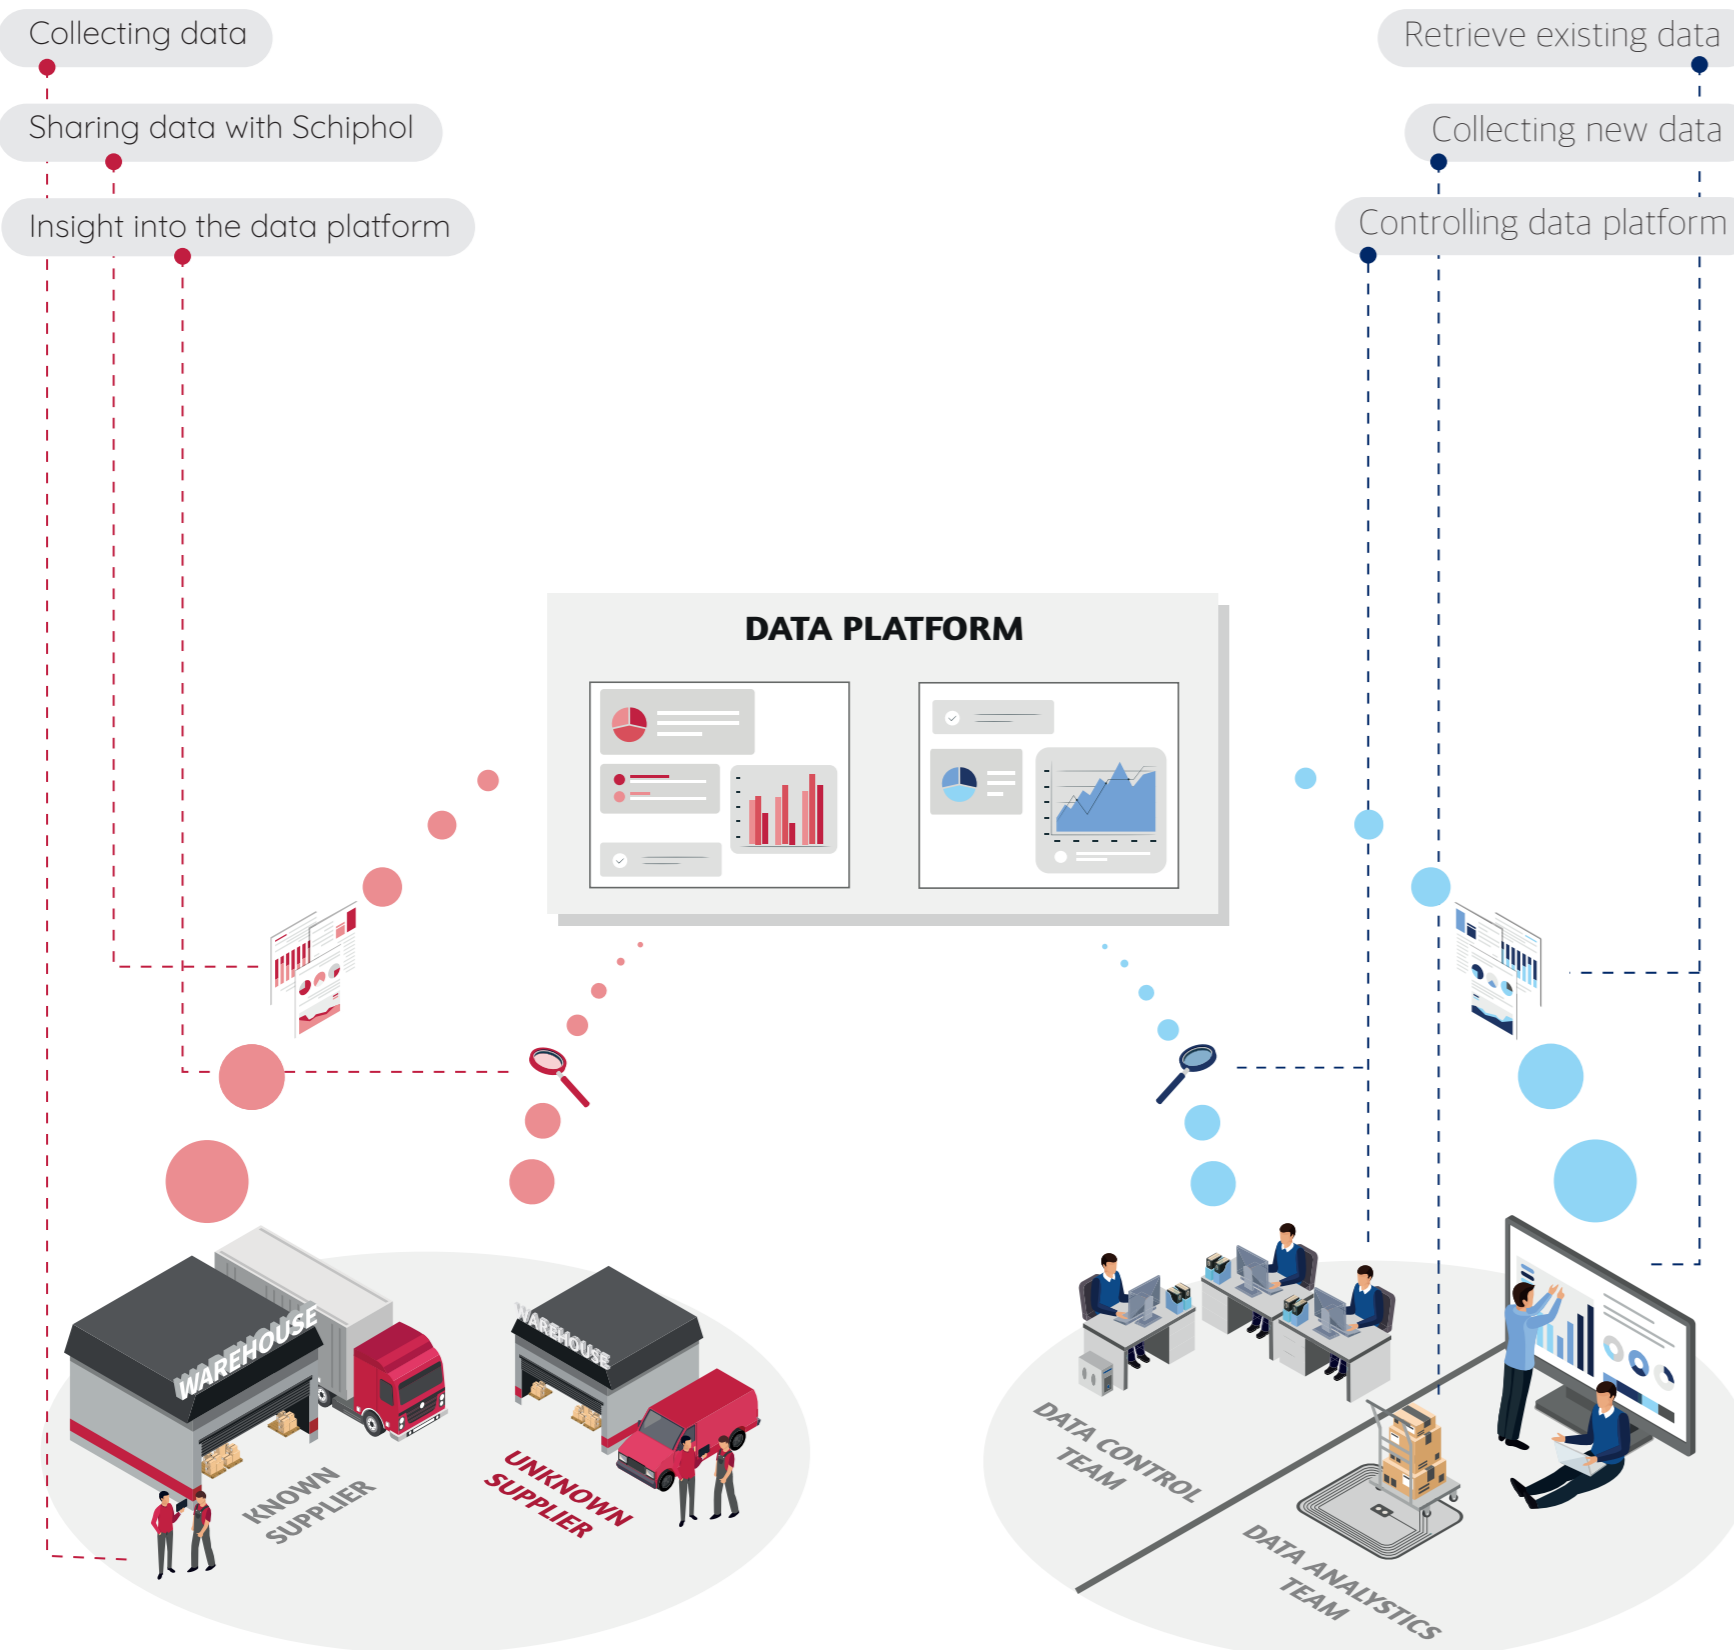 Collecting data
Sharing data with Schiphol
Insight into the data platform
Retrieve existing data
Collecting new data
Controlling data platform
DATA PLATFORM
WAREHOUSE
WAREHOUSE
KNOWN
SUPPLIER
UNKNOWN
SUPPLIER
DATA CONTROL
TEAM
DATA ANALYSTICS
TEAM